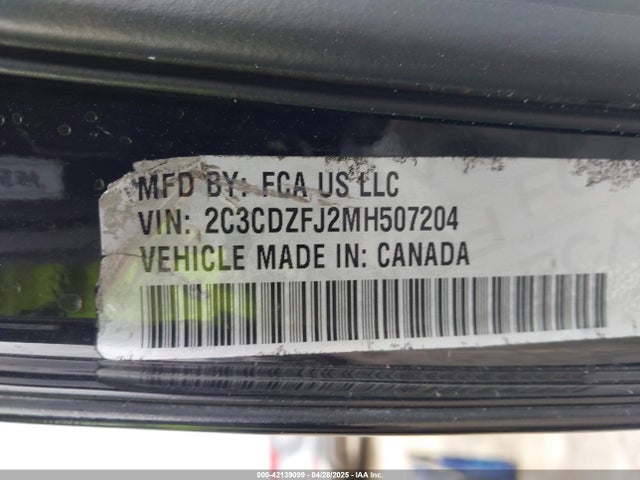 MFD BY: FCA US LLC
VIN: 2C3CDZFJ2MH507204
VEHICLE MADE IN: CANADA
000-42139099 - 04/28/2025 - IAA Inc.